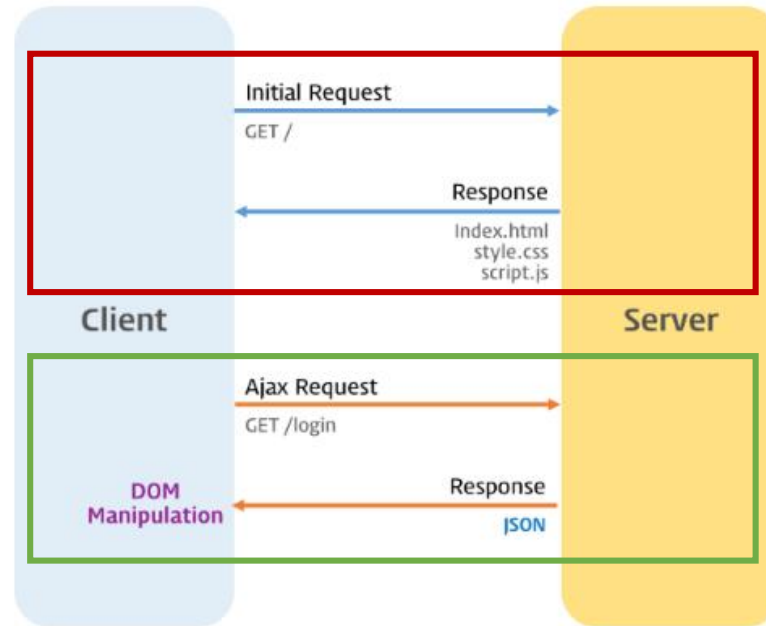 Initial Request
GET /
Response
Index.html
style.css
script.js
Client
Server
Ajax Request
GET /login
DOM
Manipulation
Response
JSON